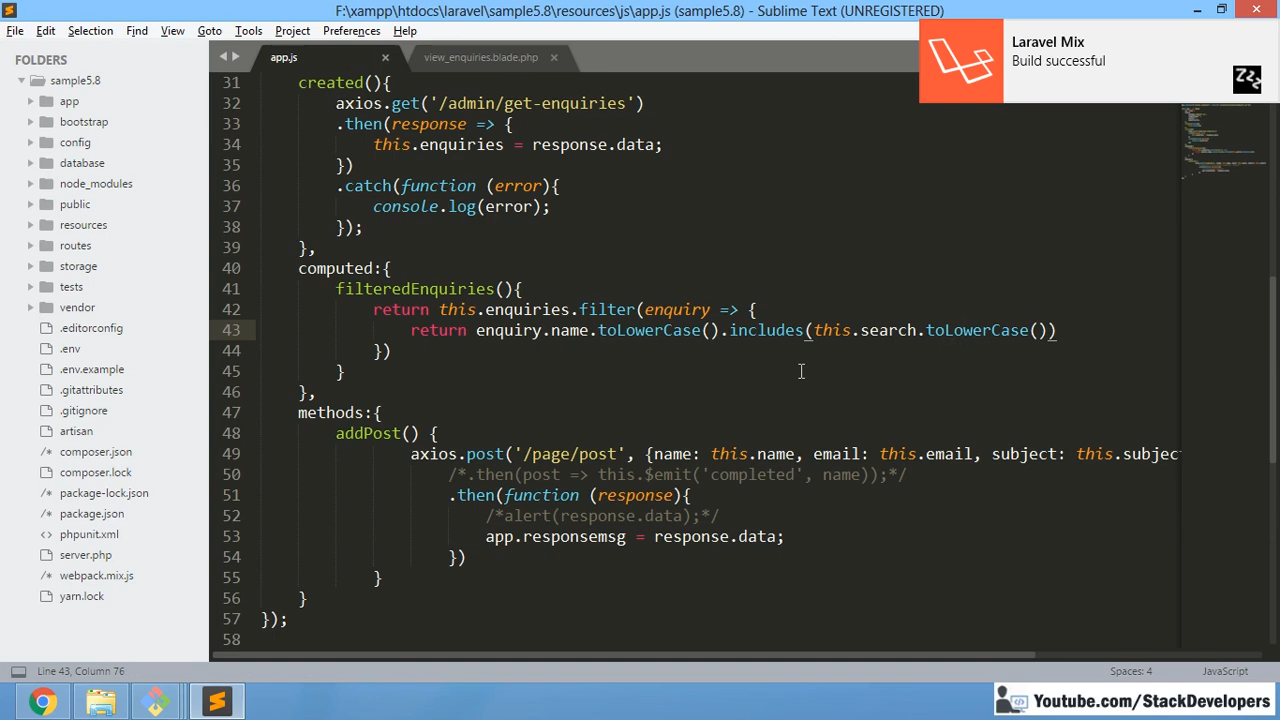 F:\xampp\htdocs\laravel\sample5.8\resources\js\app.js (sample5.8) - Sublime Text (UNREGISTERED)
File Edit Selection Find View Goto Tools Project Preferences Help
Laravel Mix
Build successful
Zzz
FOLDERS
sample5.8
app
bootstrap
config
database
node_modules
public
resources
routes
storage
tests
vendor
.editorconfig
.env
.env.example
.gitattributes
.gitignore
artisan
composer.json
composer.lock
package-lock.json
package.json
phpunit.xml
server.php
webpack.mix.js
yarn.lock
app.js view_enquiries.blade.php
31 created(){
32 axios.get('/admin/get-enquiries')
33 .then(response => {
34 this.enquiries = response.data;
35 })
36 .catch(function (error){
37 console.log(error);
38 });
39 },
40 computed:{
41 filteredEnquiries(){
42 return this.enquiries.filter(enquiry => {
43 return enquiry.name.toLowerCase().includes(this.search.toLowerCase())
44 })
45 }
46 },
47 methods:{
48 addPost() {
49 axios.post('/page/post', {name: this.name, email: this.email, subject: this.subject
50 /*.then(post => this.$emit('completed', name));*/
51 .then(function (response){
52 /*alert(response.data);*/
53 app.responsemsg = response.data;
54 })
55 }
56 }
57 });
58
Line 43, Column 76 Spaces: 4 JavaScript
Youtube.com/StackDevelopers